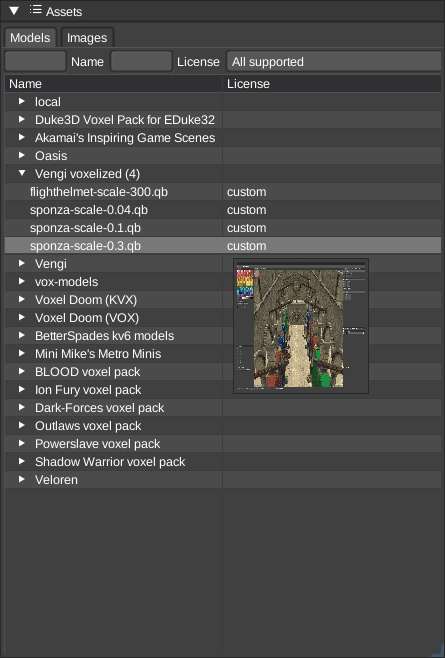 Assets
Models Images
Name License All supported
Name License
local
Duke3D Voxel Pack for EDuke32
Akamai's Inspiring Game Scenes
Oasis
Vengi voxelized (4)
flighthelmet-scale-300.qb custom
sponza-scale-0.04.qb custom
sponza-scale-0.1.qb custom
sponza-scale-0.3.qb custom
Vengi
vox-models
Voxel Doom (KVX)
Voxel Doom (VOX)
BetterSpades kv6 models
Mini Mike's Metro Minis
BLOOD voxel pack
Ion Fury voxel pack
Dark-Forces voxel pack
Outlaws voxel pack
Powerslave voxel pack
Shadow Warrior voxel pack
Veloren